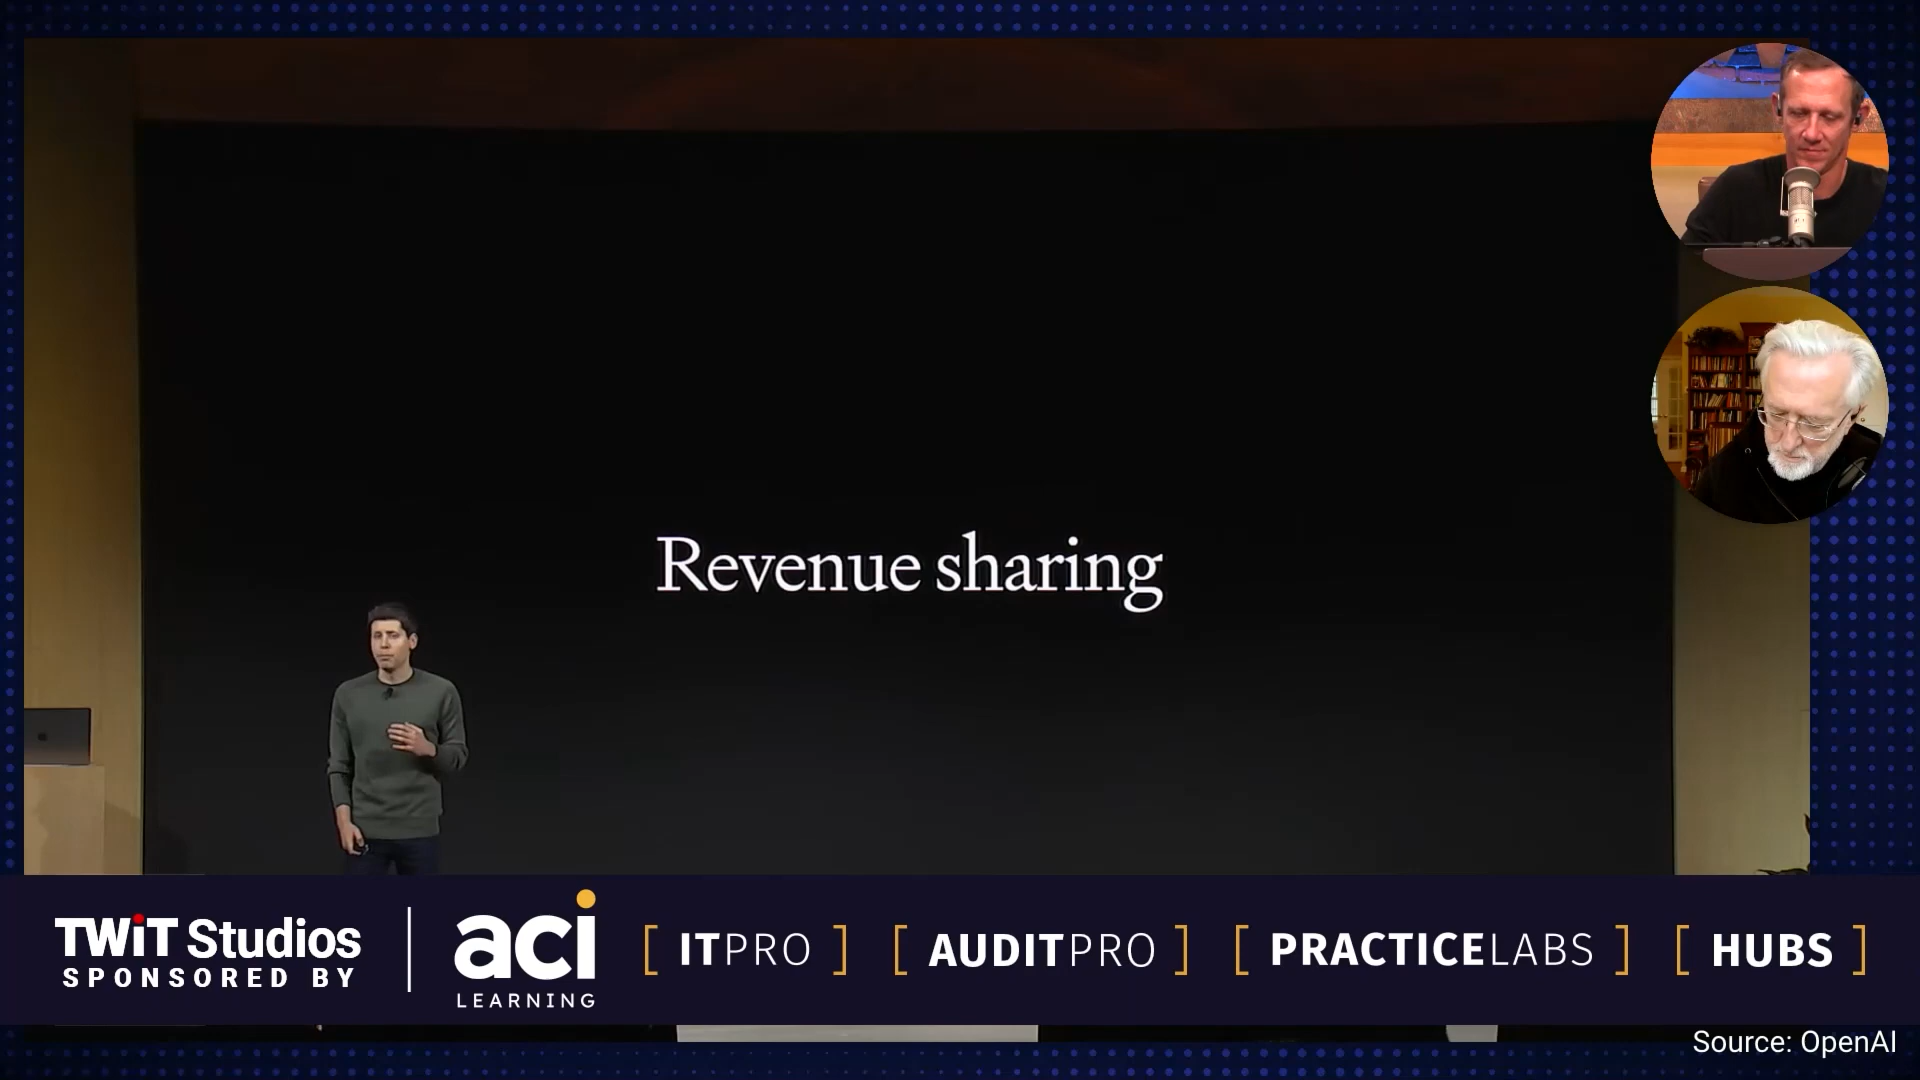 Revenue sharing
TWiT Studios
SPONSORED BY
aci
LEARNING
[ ITPRO ]
[ AUDITPRO ]
[ PRACTICELABS ]
[ HUBS ]
Source: OpenAI